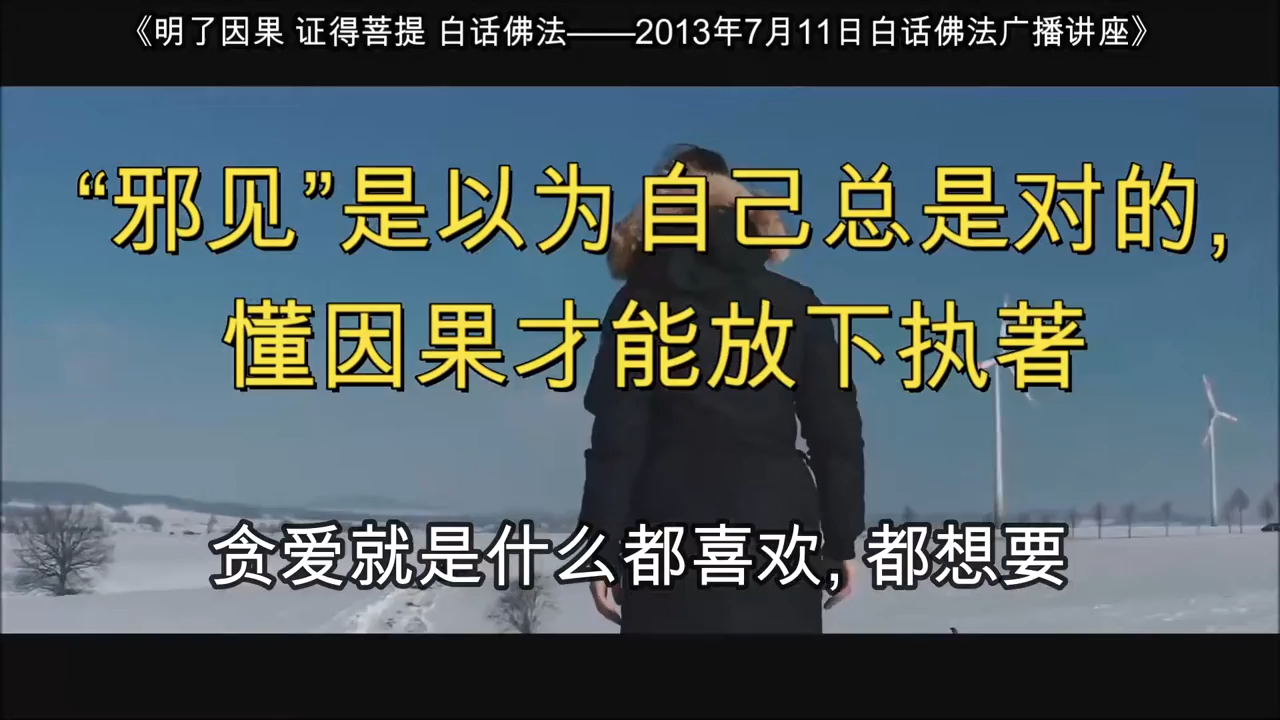 《明了因果 证得菩提 白话佛法——2013年7月11日白话佛法广播讲座》
“邪见”是以为自己总是对的,
懂因果才能放下执著
贪爱就是什么都喜欢, 都想要